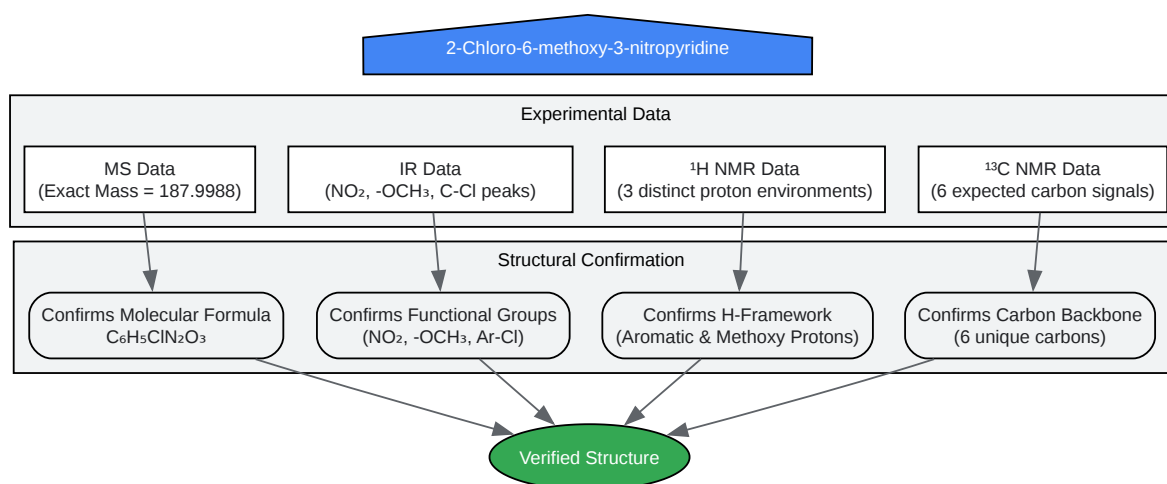 2-Chloro-6-methoxy-3-nitropyridine
Experimental Data
MS Data
(Exact Mass = 187.9988)
IR Data
(NO₂, -OCH₃, C-Cl peaks)
¹H NMR Data
(3 distinct proton environments)
¹³C NMR Data
(6 expected carbon signals)
Structural Confirmation
Confirms Molecular Formula
C₆H₅ClN₂O₃
Confirms Functional Groups
(NO₂, -OCH₃, Ar-Cl)
Confirms H-Framework
(Aromatic & Methoxy Protons)
Confirms Carbon Backbone
(6 unique carbons)
Verified Structure